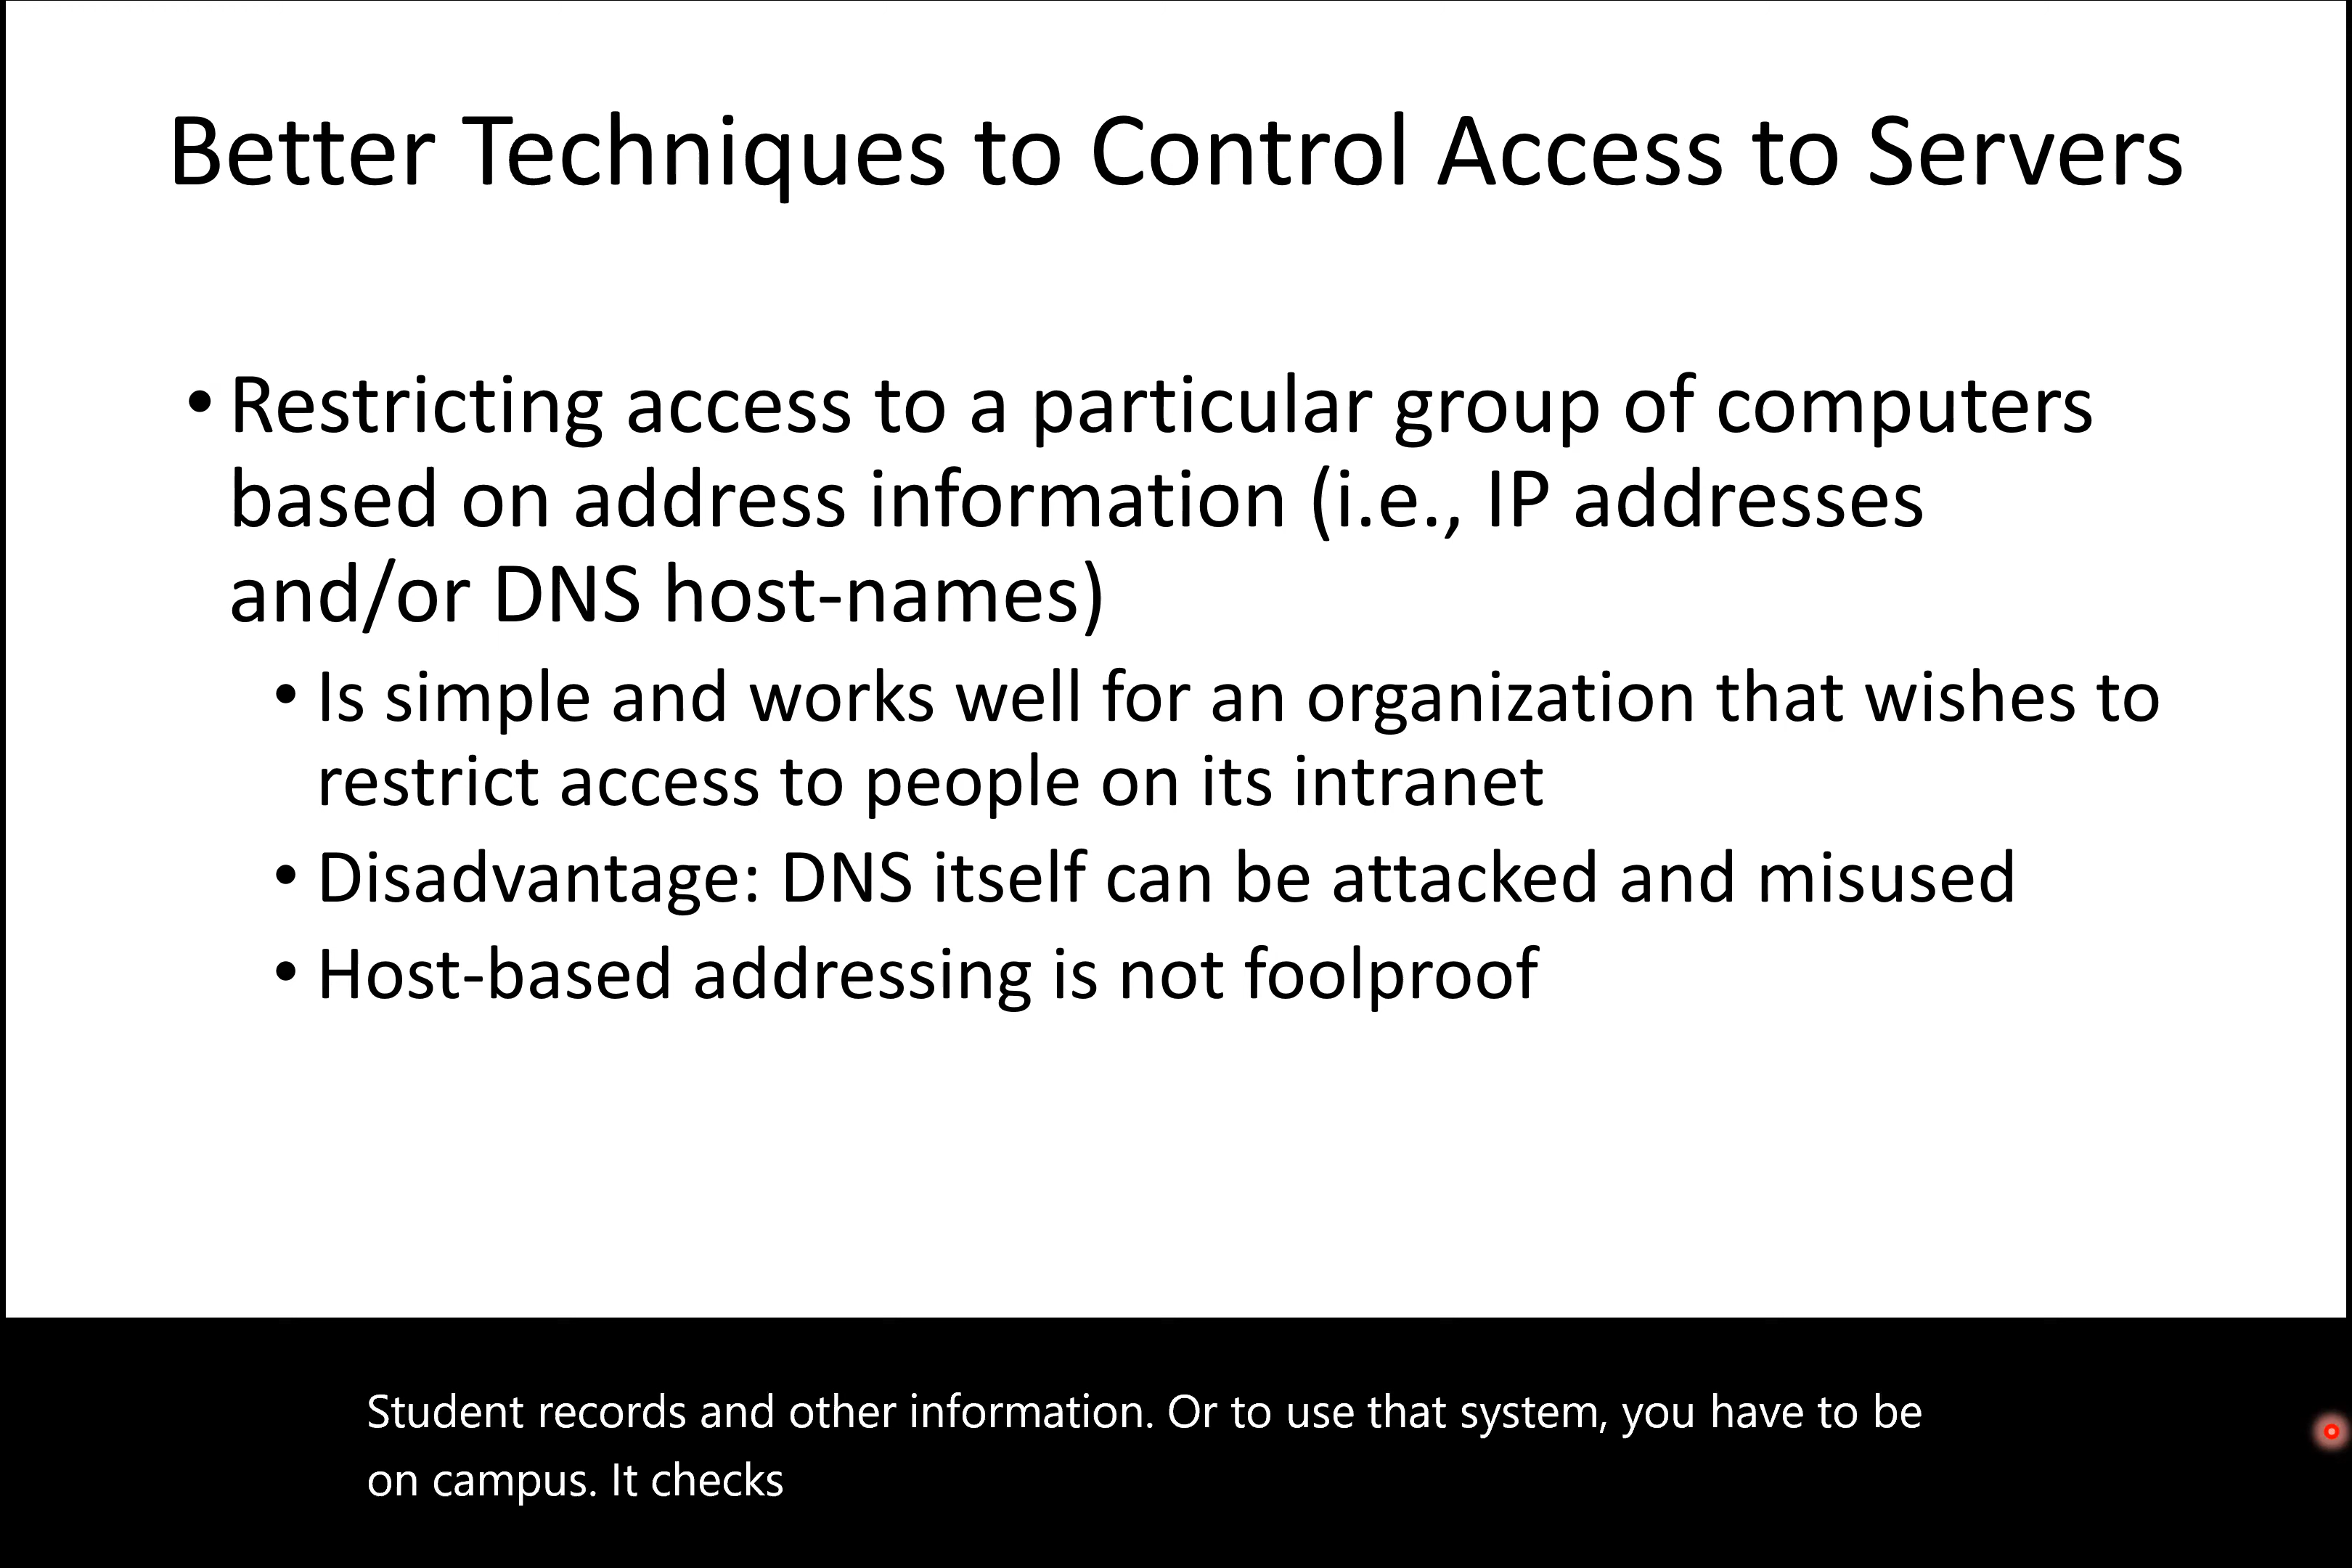 Better Techniques to Control Access to Servers
• Restricting access to a particular group of computers
based on address information (i.e., IP addresses
and/or DNS host-names)
• Is simple and works well for an organization that wishes to
restrict access to people on its intranet
• Disadvantage: DNS itself can be attacked and misused
• Host-based addressing is not foolproof
Student records and other information. Or to use that system, you have to be
on campus. It checks